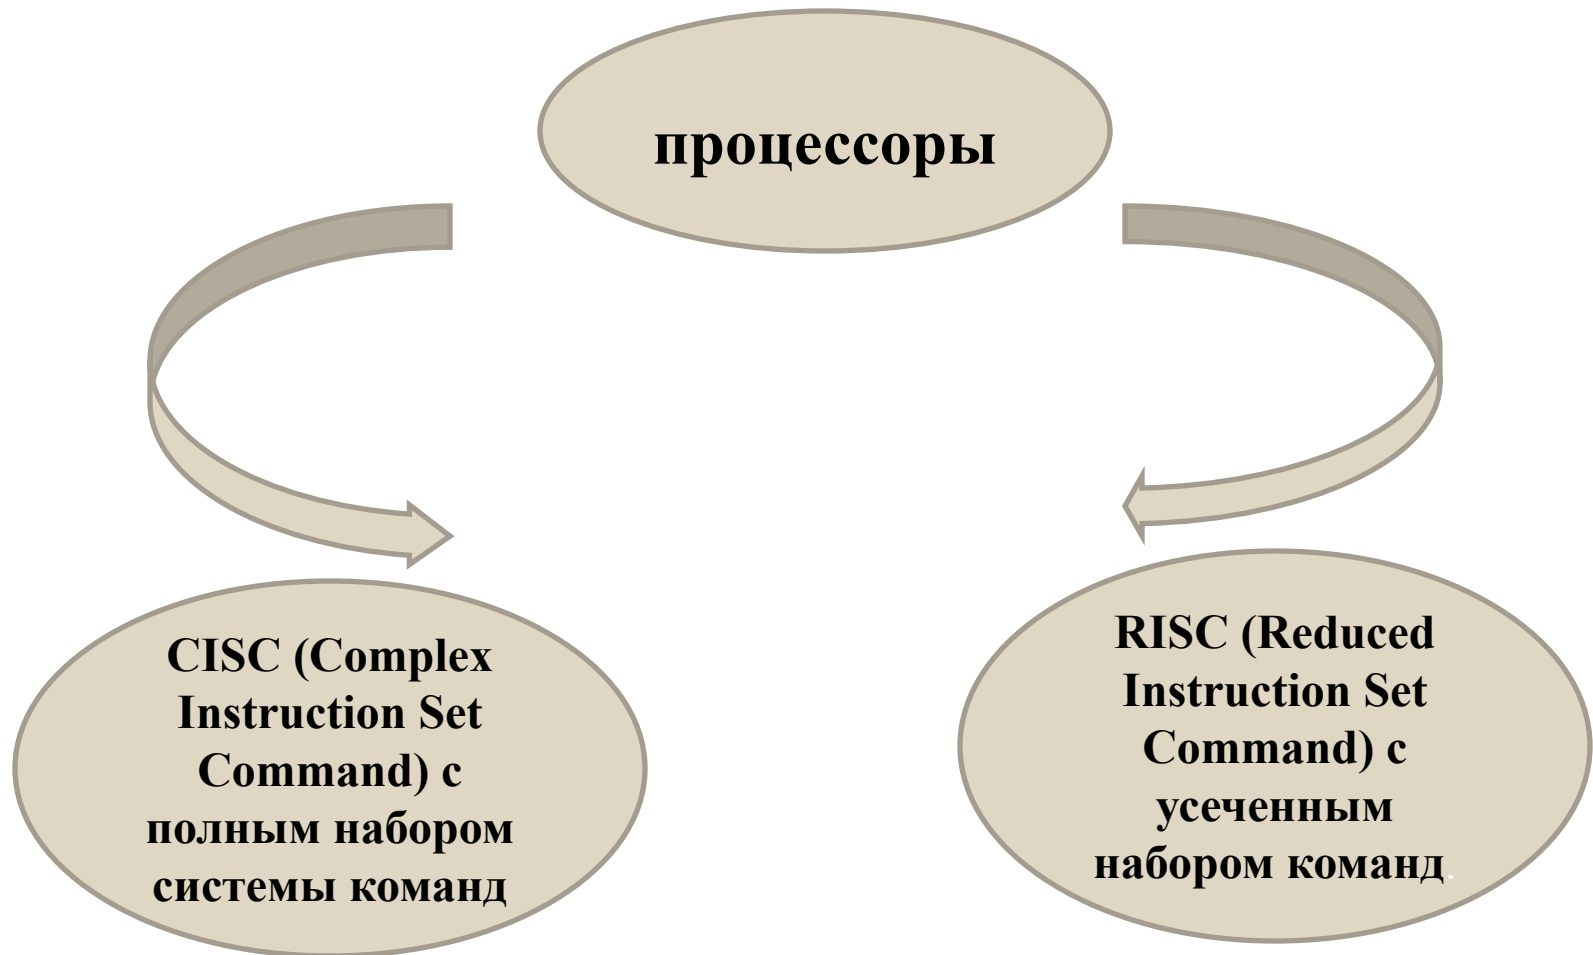 процессоры
CISC (Complex
Instruction Set
Command) с
полным набором
системы команд
RISC (Reduced
Instruction Set
Command) с
усеченным
набором команд.